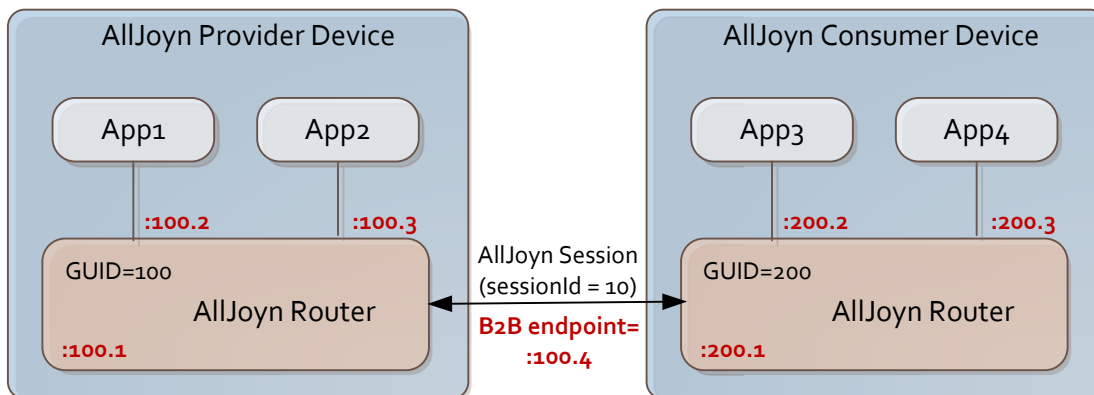 AllJoyn Provider Device
AllJoyn Consumer Device
App1
App2
App3
App4
:100.2
:100.3
:200.2
:200.3
GUID=100
AllJoyn Router
:100.1
AllJoyn Session
(sessionId = 10)
B2B endpoint=
:100.4
GUID=200
AllJoyn Router
:200.1